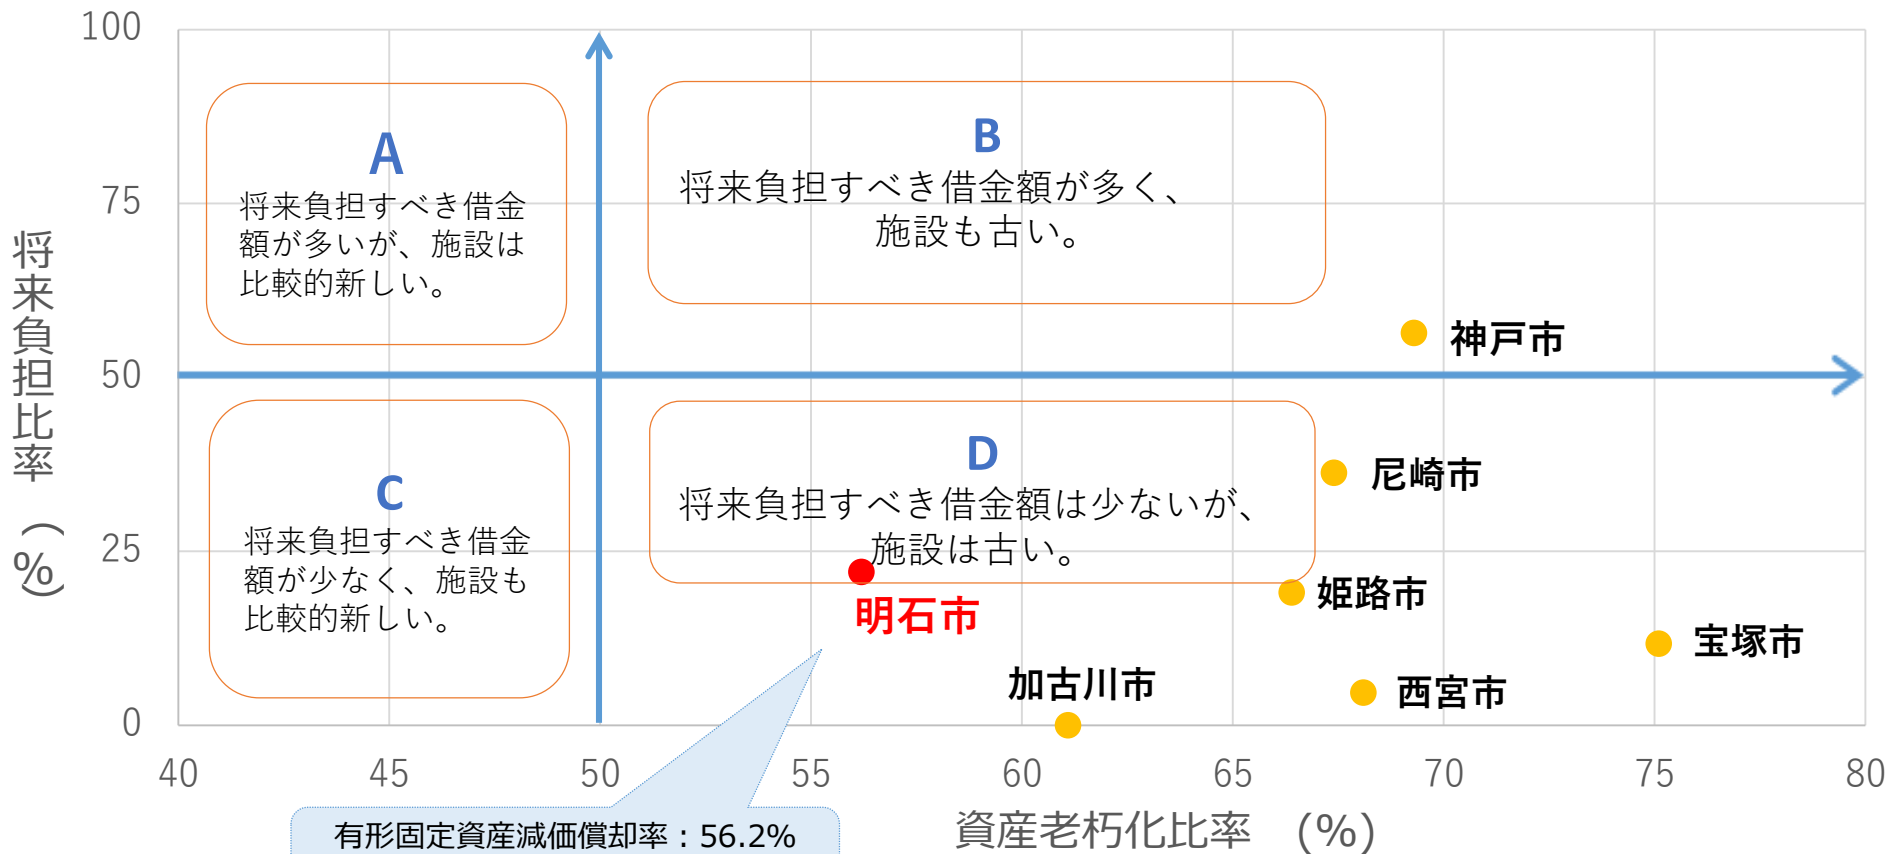 100
75
50
25
0
将来負担比率 (%)
A
将来負担すべき借金
額が多いが、施設は
比較的新しい。
B
将来負担すべき借金額が多く、
施設も古い。
神戸市
C
将来負担すべき借金
額が少なく、施設も
比較的新しい。
D
将来負担すべき借金額は少ないが、
施設は古い。
尼崎市
明石市
姫路市
宝塚市
加古川市
西宮市
40 45 50 55 60 65 70 75 80
有形固定資産減価償却率：56.2%
資産老朽化比率 (%)